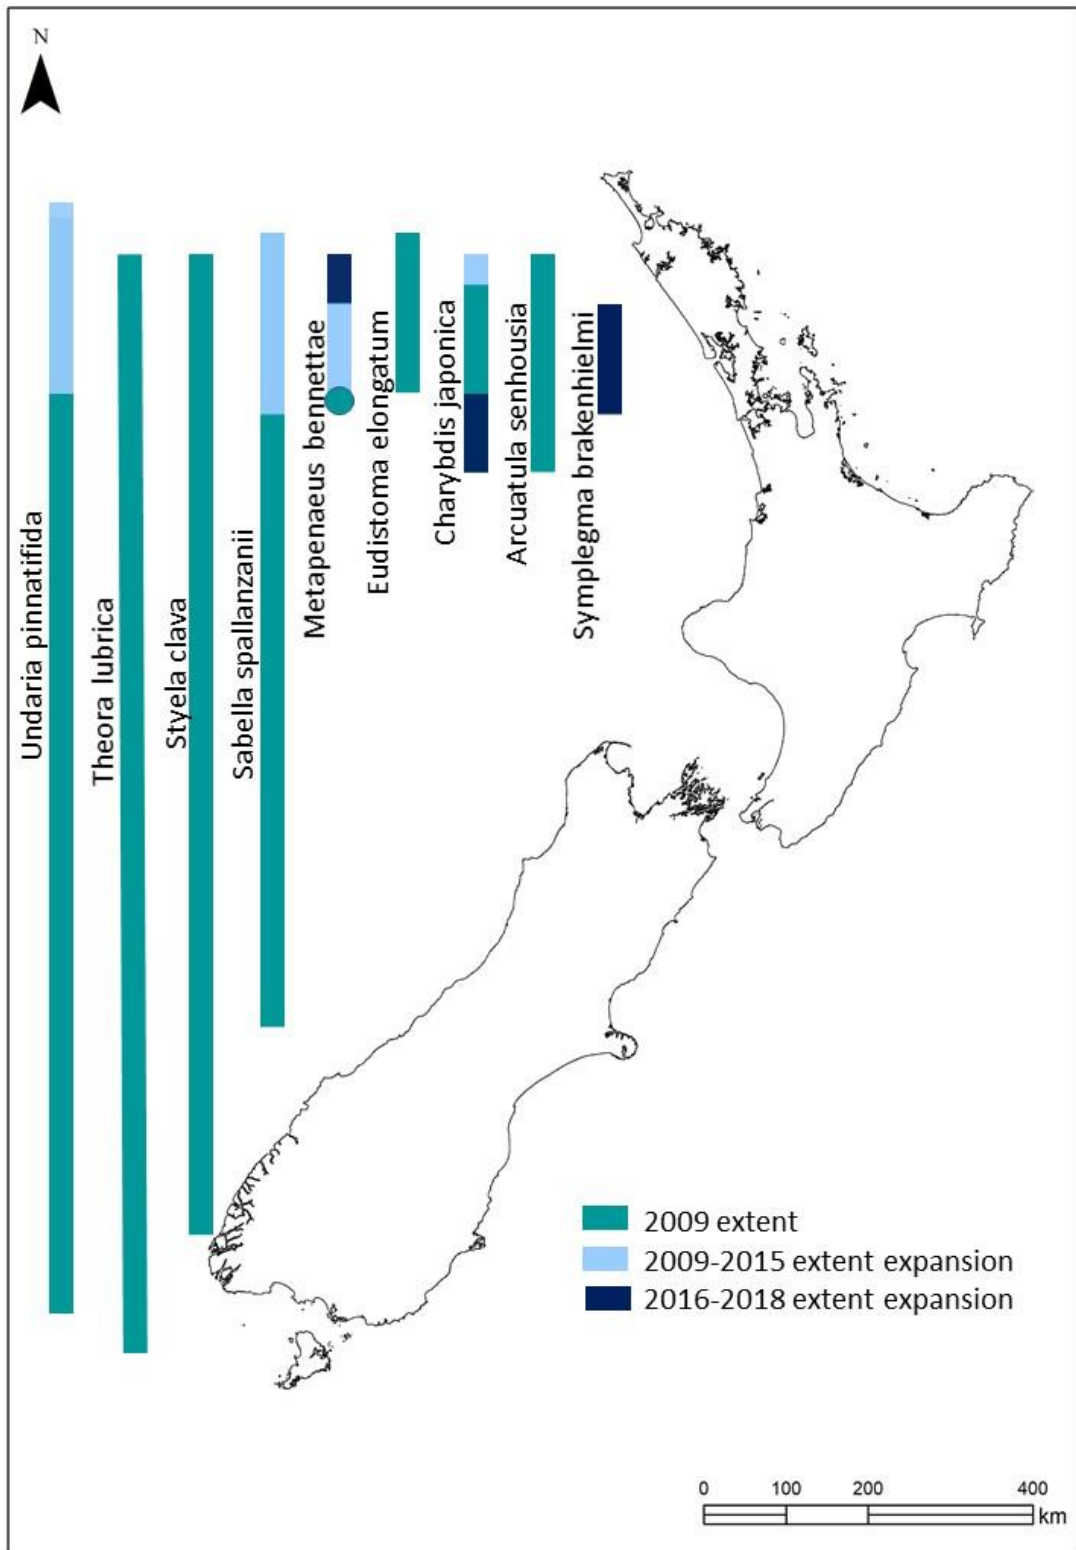 N
Undaria pinnatifida
Theora lubrica
Styela clava
Sabella spallanzanii
Metapenaeus bennettae
Eudistoma elongatum
Charybdis japonica
Arcuatula senhousia
Symplegma brakenhielmi
2009 extent
2009-2015 extent expansion
2016-2018 extent expansion
0 100 200 400
km